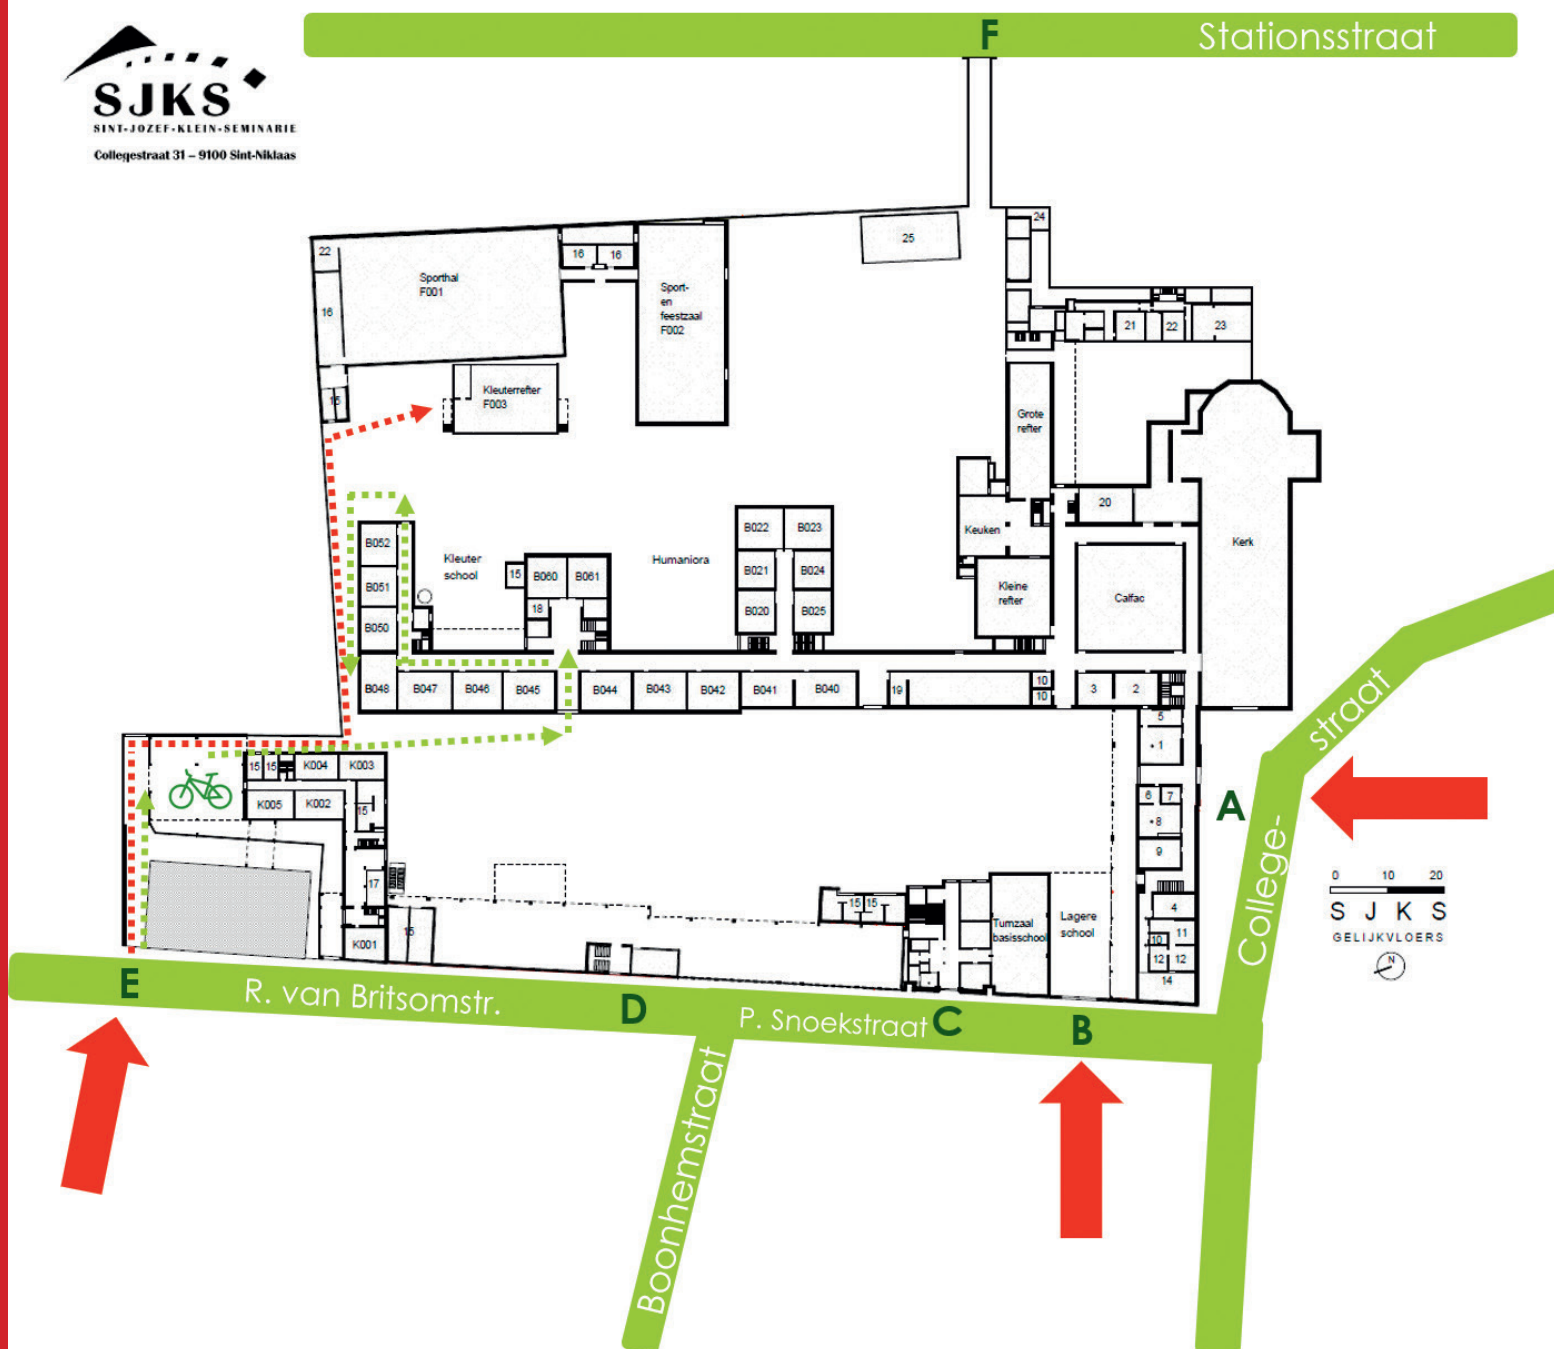 F
Stationsstraat
SJKS
SINT-JOZEF-KLEIN-SEMINARIE
Collegestraat 31 – 9100 Sint-Niklaas
24
25
22
16
16
Sporthal
F001
16
Sport-
en
feestzaal
F002
21
22
23
15
Kleuterrefter
F003
Grote
refter
20
B052
B051
B050
Kleuter
school
15
B060
B061
18
Humaniora
B022
B023
B021
B024
B020
B025
Keuken
Kleine
refter
Calfac
Kerk
B048
B047
B046
B045
B044
B043
B042
B041
B040
19
10
10
3
2
5
1
6
7
8
9
4
11
10
12
12
14
15
15
K004
K003
K005
K002
15
17
K001
15
15
15
Turnzaal
basisschool
Lagere
school
A
College-
straat
0
10
20
S J K S
GELIJKVLOERS
N
E
R. van Britsomstr.
D
P. Snoekstraat
C
B
Boonhemstraat